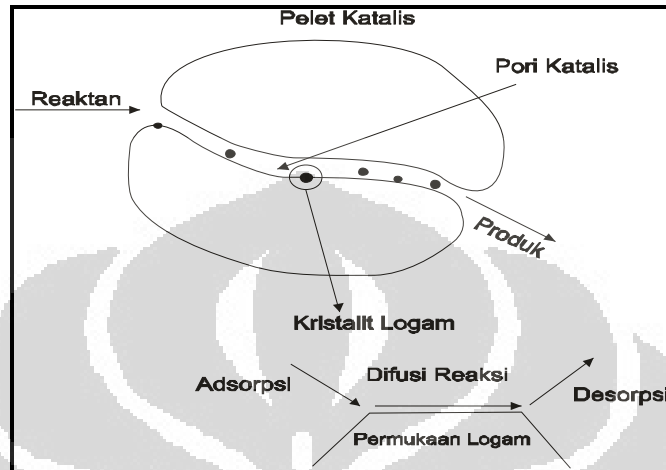 Pelet Katalis
Pori Katalis
Reaktan
Produk
Kristalit Logam
Adsorpsi
Difusi Reaksi
Desorpsi
Permukaan Logam